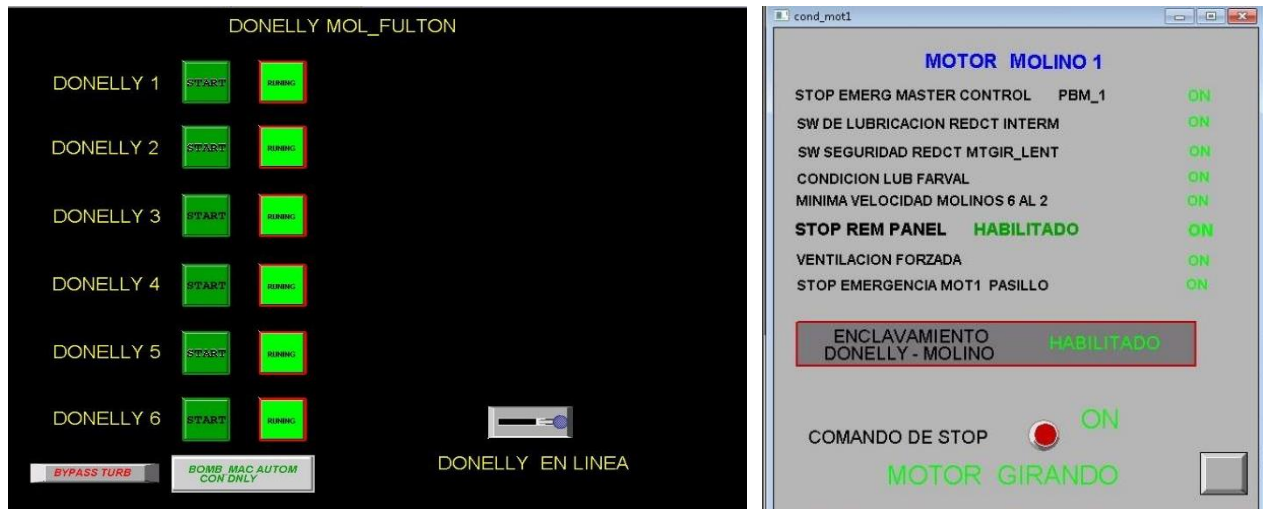 DONELLY MOL_FULTON
DONELLY 1 START RUNING
DONELLY 2 START RUNING
DONELLY 3 START RUNING
DONELLY 4 START RUNING
DONELLY 5 START RUNING
DONELLY 6 START RUNING
DONELLY EN LINEA
BYPASS TURB
BOMB MAC AUTOM
CON DNLY
cond_mot1
MOTOR MOLINO 1
STOP EMERG MASTER CONTROL PBM_1 ON
SW DE LUBRICACION REDCT INTERM ON
SW SEGURIDAD REDCT MTGIR_LENT ON
CONDICION LUB FARVAL ON
MINIMA VELOCIDAD MOLINOS 6 AL 2 ON
STOP REM PANEL HABILITADO ON
VENTILACION FORZADA ON
STOP EMERGENCIA MOT1 PASILLO ON
ENCLAVAMIENTO
DONELLY - MOLINO HABILITADO
COMANDO DE STOP ON
MOTOR GIRANDO